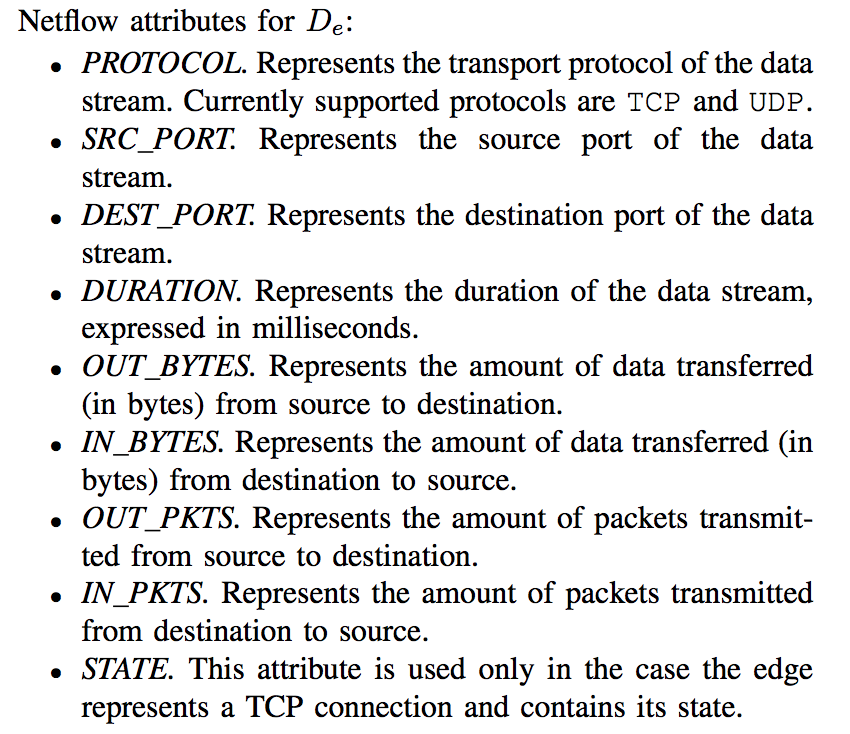 Netflow attributes for Dₑ:
• PROTOCOL. Represents the transport protocol of the data
stream. Currently supported protocols are TCP and UDP.
• SRC_PORT. Represents the source port of the data
stream.
• DEST_PORT. Represents the destination port of the data
stream.
• DURATION. Represents the duration of the data stream,
expressed in milliseconds.
• OUT_BYTES. Represents the amount of data transferred
(in bytes) from source to destination.
• IN_BYTES. Represents the amount of data transferred (in
bytes) from destination to source.
• OUT_PKTS. Represents the amount of packets transmit-
ted from source to destination.
• IN_PKTS. Represents the amount of packets transmitted
from destination to source.
• STATE. This attribute is used only in the case the edge
represents a TCP connection and contains its state.